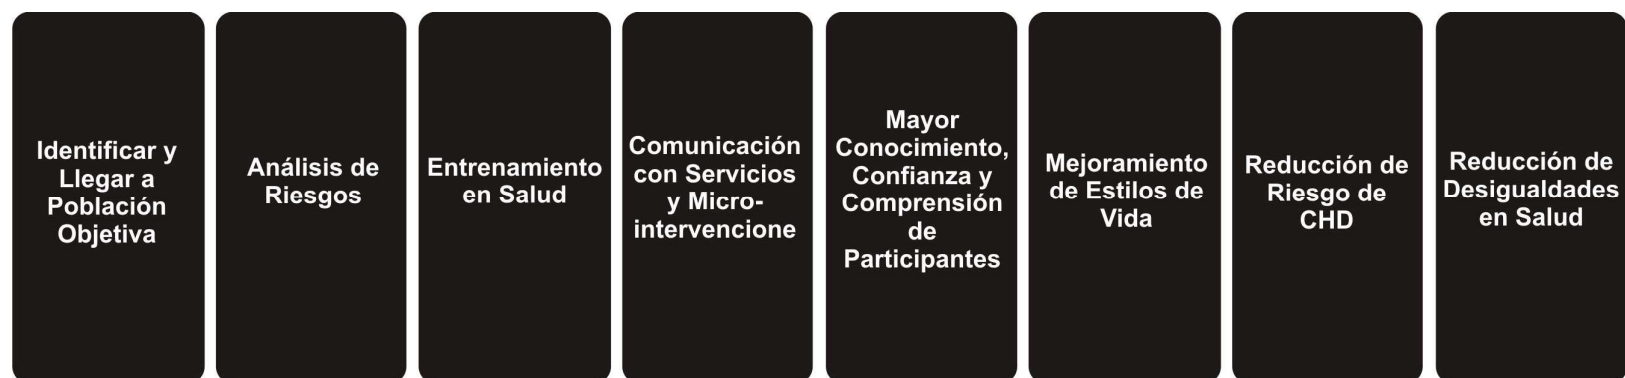 Identificar y
Llegar a
Población
Objetiva
Análisis de
Riesgos
Entrenamiento
en Salud
Comunicación
con Servicios
y Micro-
intervencione
Mayor
Conocimiento,
Confianza y
Comprensión
de
Participantes
Mejoramiento
de Estilos de
Vida
Reducción de
Riesgo de
CHD
Reducción de
Desigualdades
en Salud